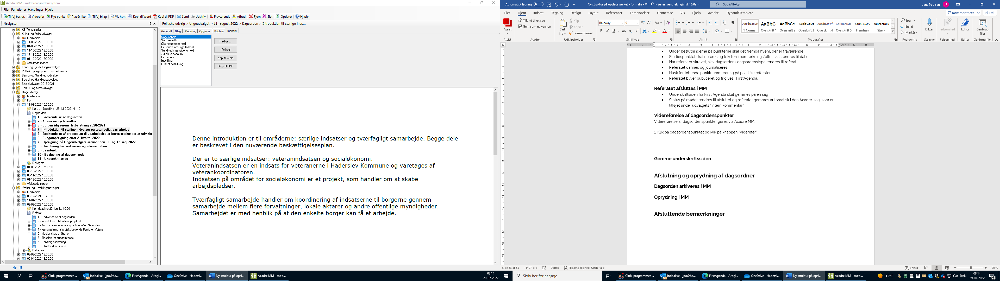 Acadre MM - møde/dagsordenssystem
Filer Funktioner Handlinger Hjælp
Tilføj beslut. Viderefør Flyt punkt Placér i kø Tilføj bilag Vis html Kopi til Word Kopi til PDF Send Udskriv Fraværende Afbud Fjern Slet Opdater Hjælp
Navigator
KB Temamøder
Kultur- og Fritidsudvalget
Medlemmer
11-08-2022 16:00:00
01-09-2022 16:00:00
11-10-2022 16:00:00
17-11-2022 16:00:00
01-12-2022 16:00:00
Afsluttede møder
Land- og Byudviklingsudvalget
Politisk styregruppe - Tour de France
Senior- og Sundhedsudvalget
Social- og Handicapudvalget
Socialudvalget 2018-2021
Teknik- og Klimaudvalget
Ungeudvalget
Medlemmer
Kø
11-08-2022 15:00:00
Kø UU - Deadline - 29. juli 2022, kl.: 10
Dagsorden
1 - Godkendelse af dagsorden
2 - Aftaler om ny hovedlov
3 - Borgerrådgiverens årsberetning 2020-2021
4 - Introduktion til særlige indsatser og tværfagligt samarbejde
5 - Godkendelse af procesplan til udarbejdelse af kommissorium for at udvikle
6 - Budgetopfølgning efter 2. kvartal 2022
7 - Opfølgning på Ungeudvalgets seminar den 11. og 12. maj 2022
8 - Orientering fra medlemmer og administration
9 - Eventuelt
10 - Evaluering af dagens møde
11 - Underskriftsside
Deltagere
01-09-2022 15:00:00
06-10-2022 15:00:00
03-11-2022 15:00:00
01-12-2022 15:00:00
Afsluttede møder
Vækst- og Udviklingsudvalget
Medlemmer
08-12-2021 18:40:00
11-01-2022 13:00:00
09-02-2022 10:00:00
Kø - deadline 25. jan. kl. 10.00
Referat
1 - Godkendelse af dagsorden
2 - Introduktion til Jomfrustiprojektet
3 - Kunst i området omkring Fighter Wing Skrydstrup
4 - Igangsætning af projekt Levende Bymidte i Vojens
5 - Medlemskab af Gronet
6 - Tidsplan for budgetproces
7 - Gensidig orientering
8 - Underskriftsside
Deltagere
08-03-2022 13:00:00
05-04-2022 13:00:00
Politiske udvalg > Ungeudvalget > 11. august 2022 > Dagsorden > Introduktion til særlige inds...
Generelt Bilag Placering Opgaver Publicer Indhold
Sagsindhold
Sagsfremstilling
Økonomiske forhold
Personalemæssige forhold
Sundhedsmæssige forhold
Juridiske aspekter
Procedure
Indstilling
Lukket beslutning
Rediger...
Vis html
Kopi til Word
Kopi til PDF
Denne introduktion er til områderne: særlige indsatser og tværfagligt samarbejde. Begge dele
er beskrevet i den nuværende beskæftigelsesplan.
Der er to særlige indsatser: veteranindsatsen og socialøkonomi.
Veteranindsatsen er en indsats for veteranerne i Haderslev Kommune og varetages af
veterankoordinatoren.
Indsatsen på området for socialøkonomi er et projekt, som handler om at skabe
arbejdspladser.
Tværfagligt samarbejde handler om koordinering af indsatserne til borgerne gennem
samarbejde mellem flere forvaltninger, lokale aktører og andre offentlige myndigheder.
Samarbejdet er med henblik på at den enkelte borger kan få et arbejde.
Citrix programmer ... Indbakke - jpo@ha... FirstAgenda - Arbej... OneDrive - Hadersl... Ny struktur på opsl... Acadre MM - mød...
08:14
29-07-2022
Automatisk lagring Ny struktur på opslagsværket - formalia - V4 • Senest ændret: I går kl. 16:09 Søg (Alt+Q) Jens Poulsen JP
Filer Hjem Indsæt Tegning Design Layout Referencer Forsendelser Gennemse Vis Hjælp Acadre DynamicTemplate Kommentarer Del
Assist
Assist
Tilknyt til en sag
Gem som ny version
Acadre
Sæt
ind
Klip
Kopiér
Formatpensel
Udklipsholder
Raleway 9
F K U
Skrifttype
Afsnit
AaBbCcDc AaBbCc AaBbCcI AaBbCcDc AaBbCcDd AaBbCcDdE AaBbCcDdEe AaBbCcDdEe
¶ Normal Overskrift 1 Overskrift 2 Overskrift 3 Overskrift 4 Overskrift 5 Fremhæv Stærk
Typografier
Søg
Erstat
Markér
Redigering
Dikter
Stemme
Følsomhed
Følsomhed
Editor
Editor
Genbrug
filer
Genbrug filer
Under beslutningerne på punkterne skal det fremgå hvem, der er fraværende.
Sluttidspunktet skal noteres og teksten i bemærkningsfeltet skal ændres til datid.
Når referat er skrevet, skal dagsordens dagsordenstype ændres til referat.
Referatet dannes og journaliseres.
Husk fortløbende punktnummerering på politiske referater.
Referatet bliver publiceret og frigives i FirstAgenda.
Referatet afsluttes i MM
Underskriftsiden fra First Agenda skal gemmes på en sag
Status på mødet ændres til afsluttet og referatet gemmes automatisk i den Acadre-sag, som er
tilføjet under udvalgets "Intern kommentar".
Videreførelse af dagsordenspunkter
Videreførelse af dagsordenspunkter gøres via Acadre MM.
1. Klik på dagsordenspunktet og klik på knappen "Viderefør"
Gemme underskriftssiden
Afslutning og oprydning af dagsordner
Dagsorden arkiveres i MM
Oprydning i MM
Afsluttende bemærkninger
Side 53 af 53 11407 ord Dansk Tilgængelighed: Undersøg Fokus 120 %
Skriv her for at søge Citrix programmer ... Indbakke - jpo@ha... FirstAgenda - Arbej... OneDrive - Hadersl... Ny struktur på opsl... Acadre MM - mød... 12°C DAN
08:14
29-07-2022